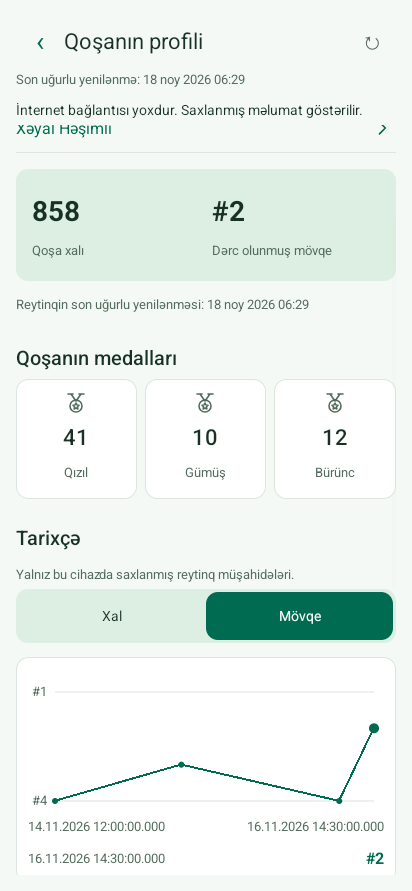 Qoşanın profili
Son uğurlu yenilənmə: 18 noy 2026 06:29
İnternet bağlantısı yoxdur. Saxlanmış məlumat göstərilir.
Xəyal Həşimli
858
#2
Qoşa xalı
Dərc olunmuş mövqe
Reytinqin son uğurlu yenilənməsi: 18 noy 2026 06:29
Qoşanın medalları
41
10
12
Qızıl
Gümüş
Bürünc
Tarixçə
Yalnız bu cihazda saxlanmış reytinq müşahidələri.
Xal
Mövqe
#1
#4
14.11.2026 12:00:00.000
16.11.2026 14:30:00.000
16.11.2026 14:30:00.000
#2